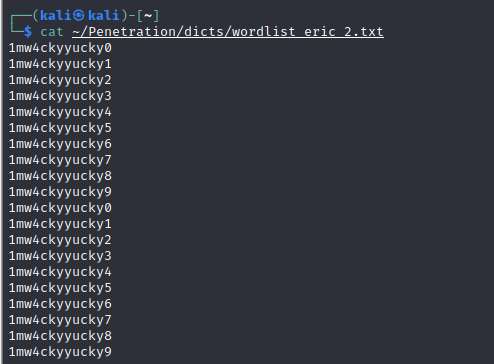 ┌──(kali㉿kali)-[~]
└─$ cat ~/Penetration/dicts/wordlist_eric_2.txt
1mw4ckyyucky0
1mw4ckyyucky1
1mw4ckyyucky2
1mw4ckyyucky3
1mw4ckyyucky4
1mw4ckyyucky5
1mw4ckyyucky6
1mw4ckyyucky7
1mw4ckyyucky8
1mw4ckyyucky9
1mw4ckyyucky0
1mw4ckyyucky1
1mw4ckyyucky2
1mw4ckyyucky3
1mw4ckyyucky4
1mw4ckyyucky5
1mw4ckyyucky6
1mw4ckyyucky7
1mw4ckyyucky8
1mw4ckyyucky9